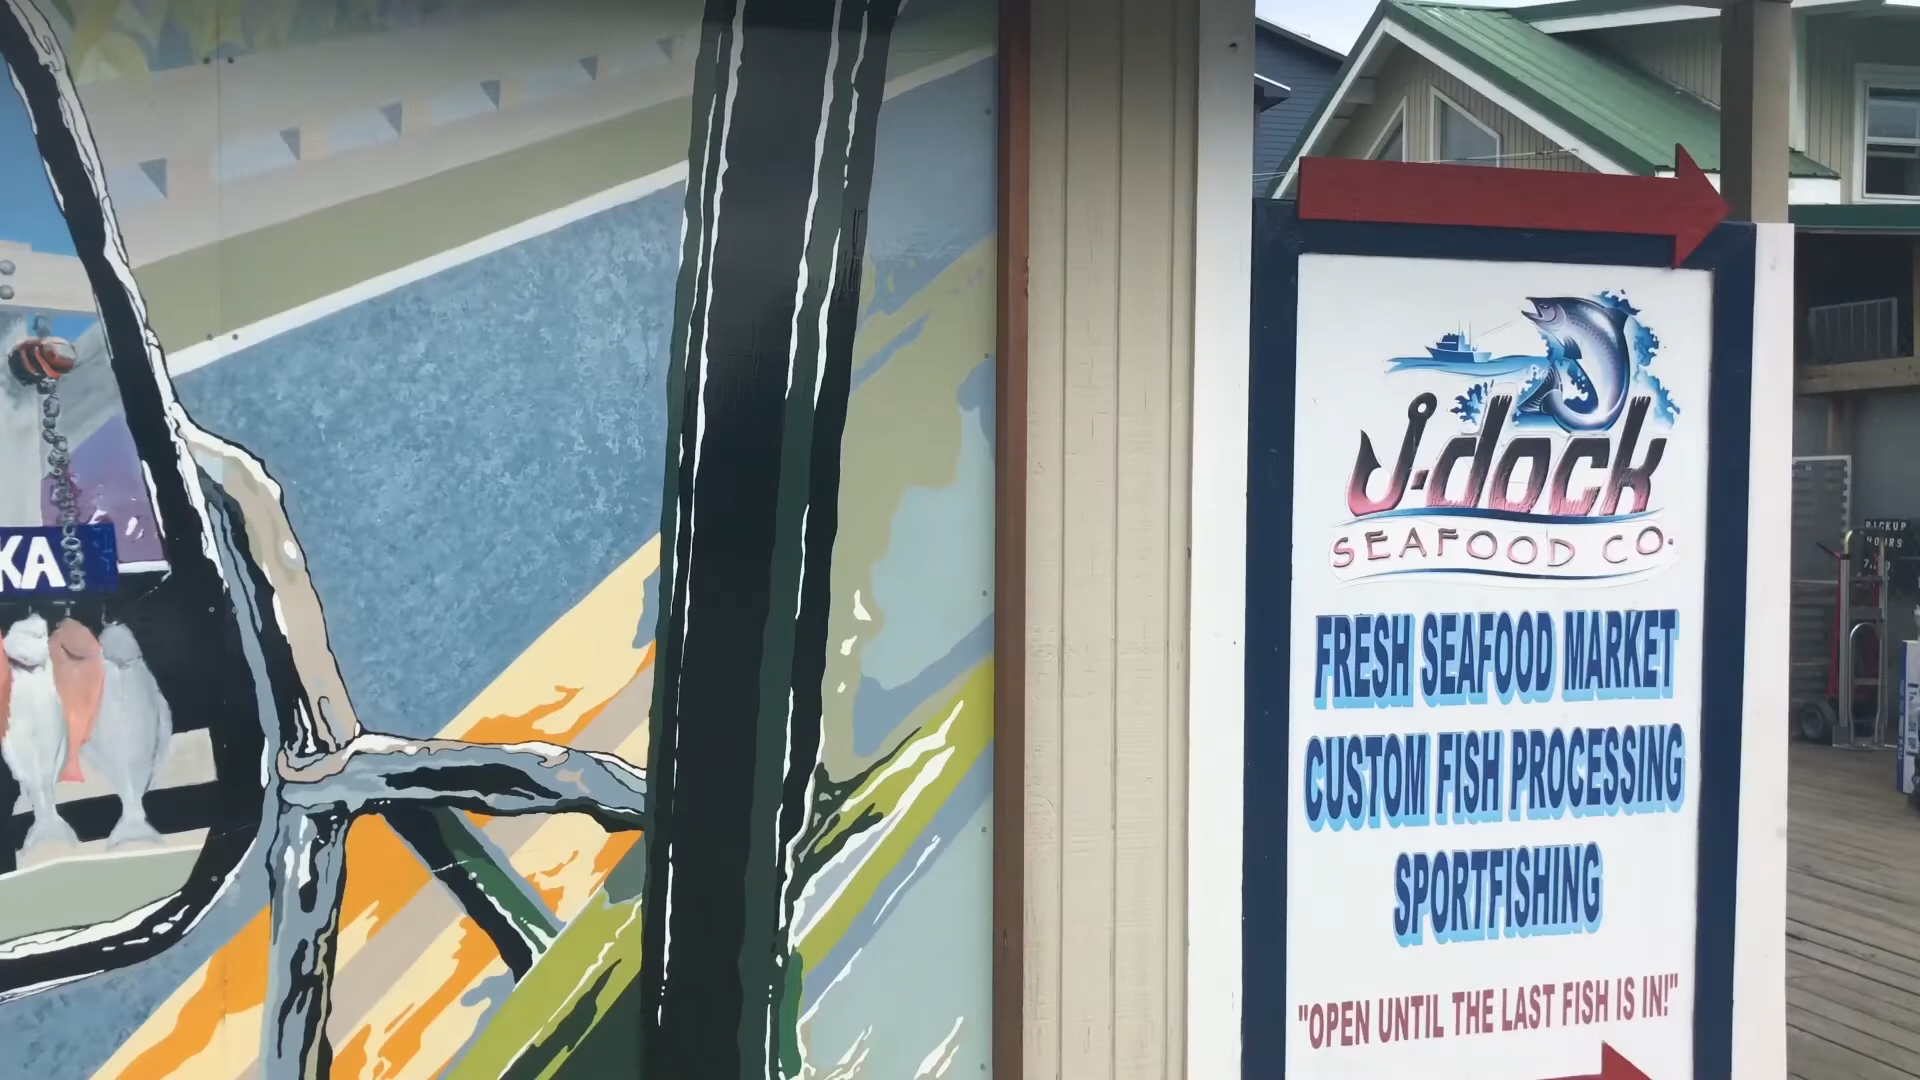 KA
J-dock
SEAFOOD CO.
FRESH SEAFOOD MARKET
CUSTOM FISH PROCESSING
SPORTFISHING
"OPEN UNTIL THE LAST FISH IS IN!"
PICKUP
HOURS